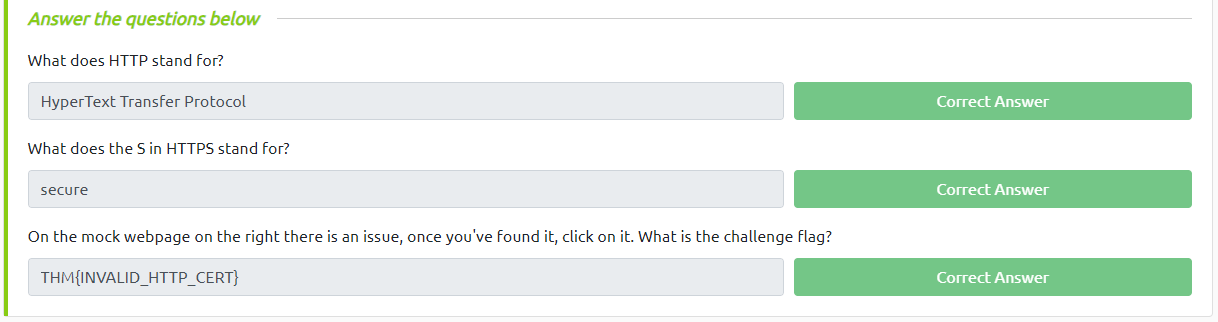 Answer the questions below
What does HTTP stand for?
HyperText Transfer Protocol
Correct Answer
What does the S in HTTPS stand for?
secure
Correct Answer
On the mock webpage on the right there is an issue, once you've found it, click on it. What is the challenge flag?
THM{INVALID_HTTP_CERT}
Correct Answer